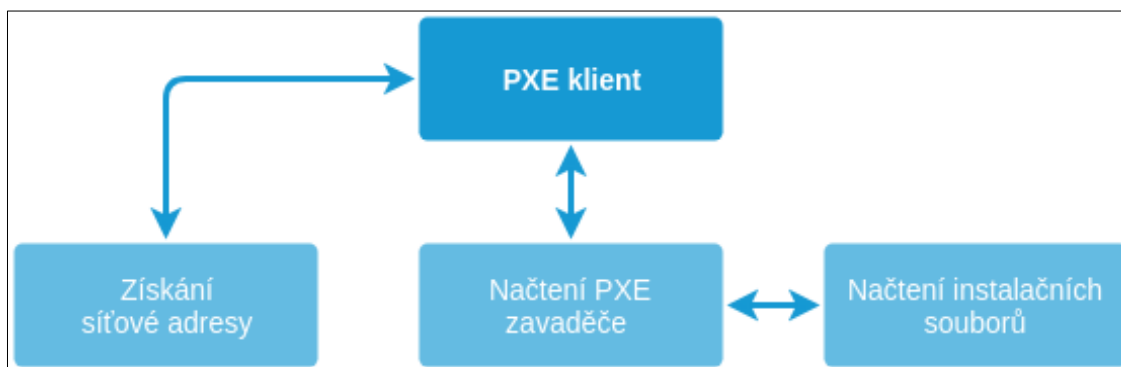 PXE klient
Získání
síťové adresy
Načtení PXE
zavaděče
Načtení instalačních
souborů